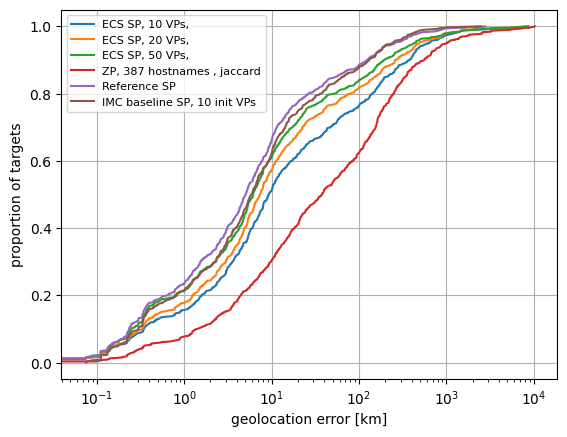 ECS SP, 10 VPs,
ECS SP, 20 VPs,
ECS SP, 50 VPs,
ZP, 387 hostnames , jaccard
Reference SP
IMC baseline SP, 10 init VPs
proportion of targets
1.0
0.8
0.6
0.4
0.2
0.0
10⁻¹ 10⁰ 10¹ 10² 10³ 10⁴
geolocation error [km]